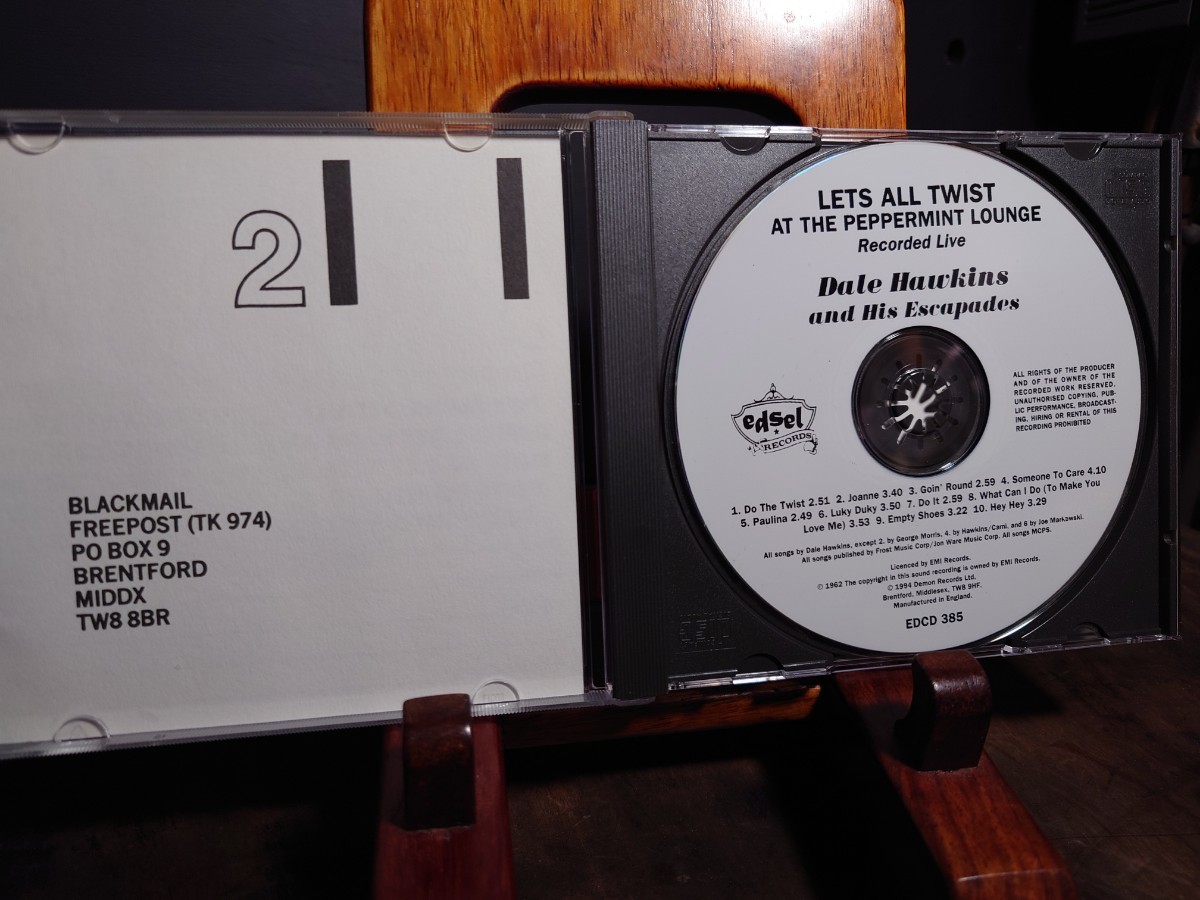 2
BLACKMAIL
FREEPOST (TK 974)
PO BOX 9
BRENTFORD
MIDDX
TW8 8BR
LETS ALL TWIST
AT THE PEPPERMINT LOUNGE
Recorded Live
Dale Hawkins
and His Escapades
edsel
RECORDS
ALL RIGHTS OF THE PRODUCER
AND OF THE OWNER OF THE
RECORDED WORK RESERVED.
UNAUTHORISED COPYING, PUB-
LIC PERFORMANCE, BROADCAST-
ING, HIRING OR RENTAL OF THIS
RECORDING PROHIBITED
1. Do The Twist 2.51 2. Joanne 3.40 3. Goin' Round 2.59 4. Someone To Care 4.10
5. Paulina 2.49 6. Luky Duky 3.50 7. Do It 2.59 8. What Can I Do (To Make You
Love Me) 3.53 9. Empty Shoes 3.22 10. Hey Hey 3.29
All songs by Dale Hawkins, except 2. by George Morris, 4. by Hawkins/Cami, and 6 by Joe Markowski.
All songs published by Frost Music Corp/Jon Ware Music Corp. All songs MCPS.
Licenced by EMI Records.
℗ 1962 The copyright in this sound recording is owned by EMI Records.
© 1994 Demon Records Ltd.
Brentford, Middlesex, TW8 9HF.
Manufactured in England.
EDCD 385